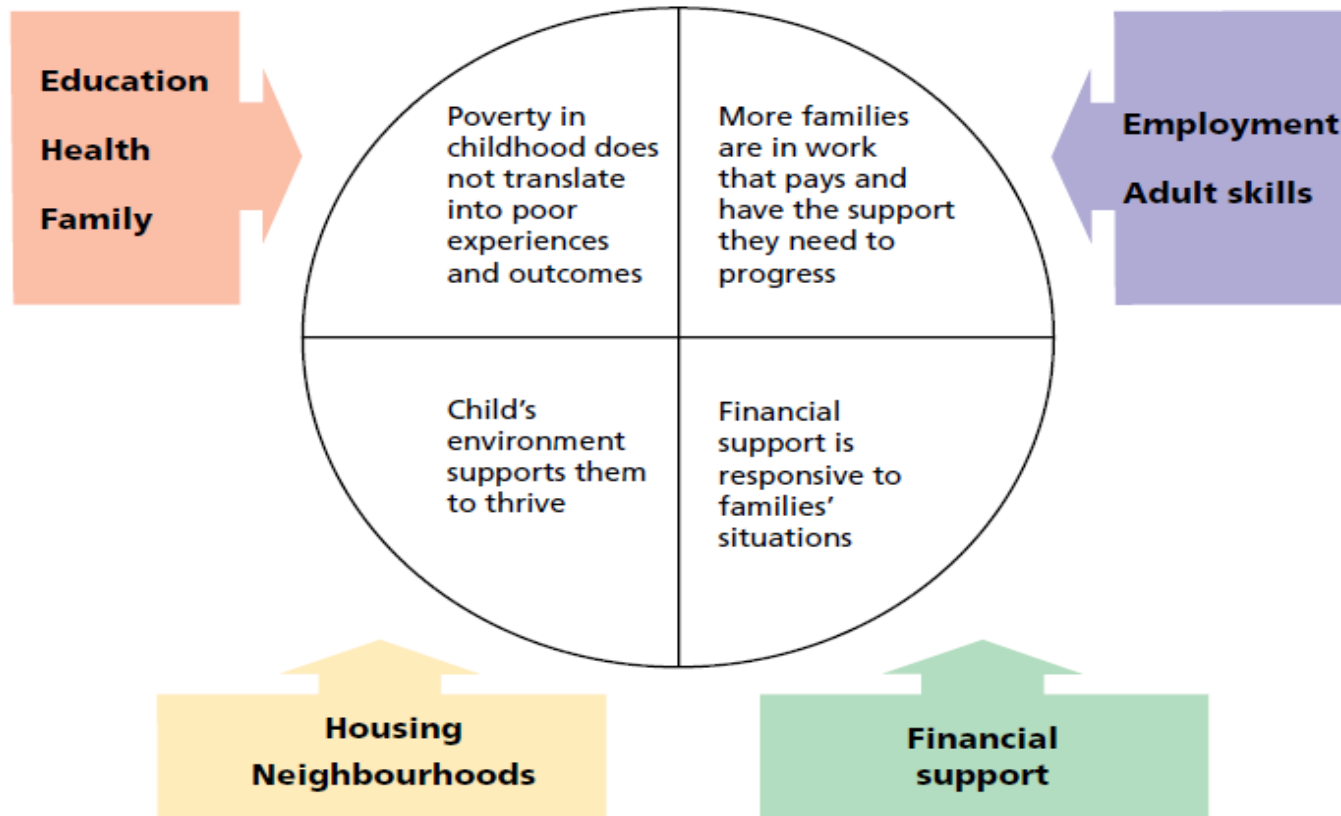 Education
Health
Family
Poverty in
childhood does
not translate
into poor
experiences
and outcomes
More families
are in work
that pays and
have the support
they need to
progress
Employment
Adult skills
Child’s
environment
supports them
to thrive
Financial
support is
responsive to
families’
situations
Housing
Neighbourhoods
Financial
support